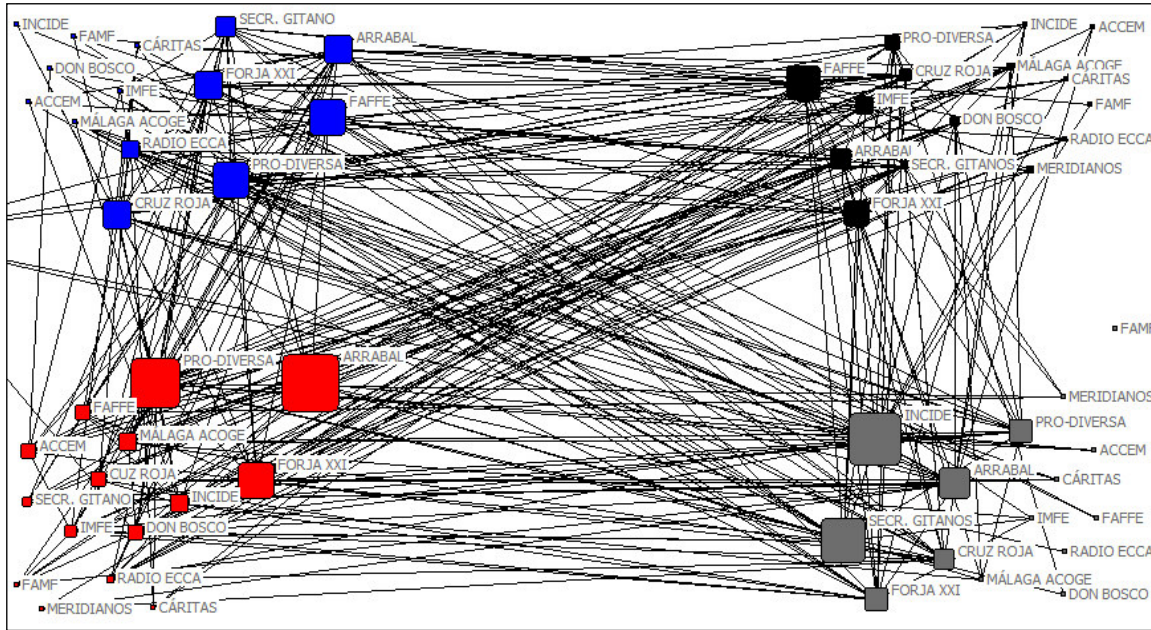 INCIDE
FAMF
CÁRITAS
SECR. GITANO
ARRABAL
DON BOSCO
FORJA XXI
IMFE
ACCEM
FAFFE
MÁLAGA ACOGE
RADIO ECCA
PRO-DIVERSA
CRUZ ROJA
INCIDE
ACCEM
PRO-DIVERSA
FAFFE
CRUZ ROJA
MÁLAGA ACOGE
CÁRITAS
IMFE
FAMF
DON BOSCO
RADIO ECCA
ARRABAL
SECR. GITANOS
MERIDIANOS
FORJA XXI
PRO-DIVERSA
ARRABAL
FAFFE
ACCEM
MÁLAGA ACOGE
CUZ ROJA
FORJA XXI
SECR. GITANO
INCIDE
IMFE
DON BOSCO
FAMF
RADIO ECCA
MERIDIANOS
CÁRITAS
FAMF
MERIDIANOS
INCIDE
PRO-DIVERSA
ACCEM
ARRABAL
CÁRITAS
SECR. GITANOS
IMFE
FAFFE
CRUZ ROJA
RADIO ECCA
MÁLAGA ACOGE
FORJA XXI
DON BOSCO